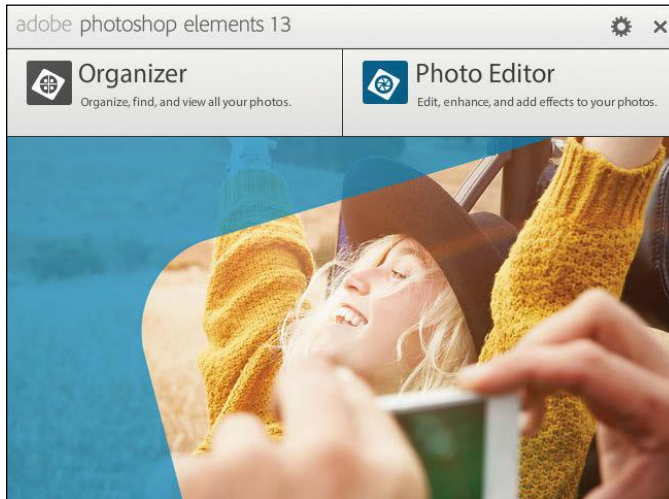 adobe photoshop elements 13
Organizer
Organize, find, and view all your photos.
Photo Editor
Edit, enhance, and add effects to your photos.